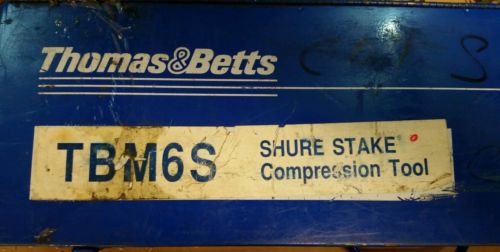 Thomas&Betts
TBM6S
SHURE STAKE®
Compression Tool